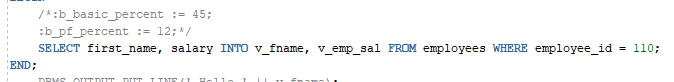 /*:b_basic_percent := 45;
:b_pf_percent := 12;*/
SELECT first_name, salary INTO v_fname, v_emp_sal FROM employees WHERE employee_id = 110;
END;